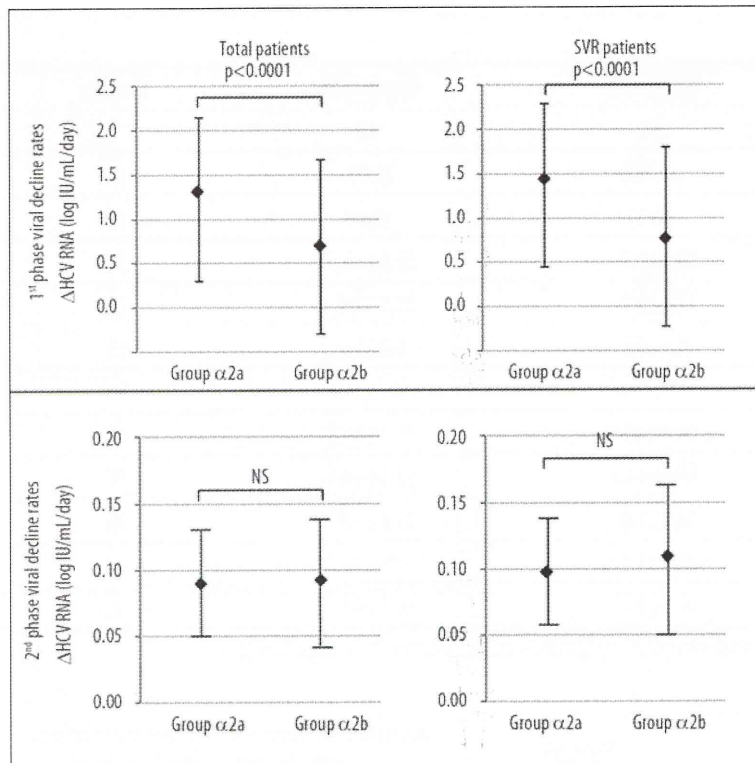 Total patients
p<0.0001
SVR patients
p<0.0001
1st phase viral decline rates
ΔHCV RNA (log IU/mL/day)
2.5
2.0
1.5
1.0
0.5
0.0
Group α2a
Group α2b
2.5
2.0
1.5
1.0
0.5
0.0
Group α2a
Group α2b
2nd phase viral decline rates
ΔHCV RNA (log IU/mL/day)
0.20
0.15
0.10
0.05
0.00
NS
Group α2a
Group α2b
0.20
0.15
0.10
0.05
0.00
NS
Group α2a
Group α2b